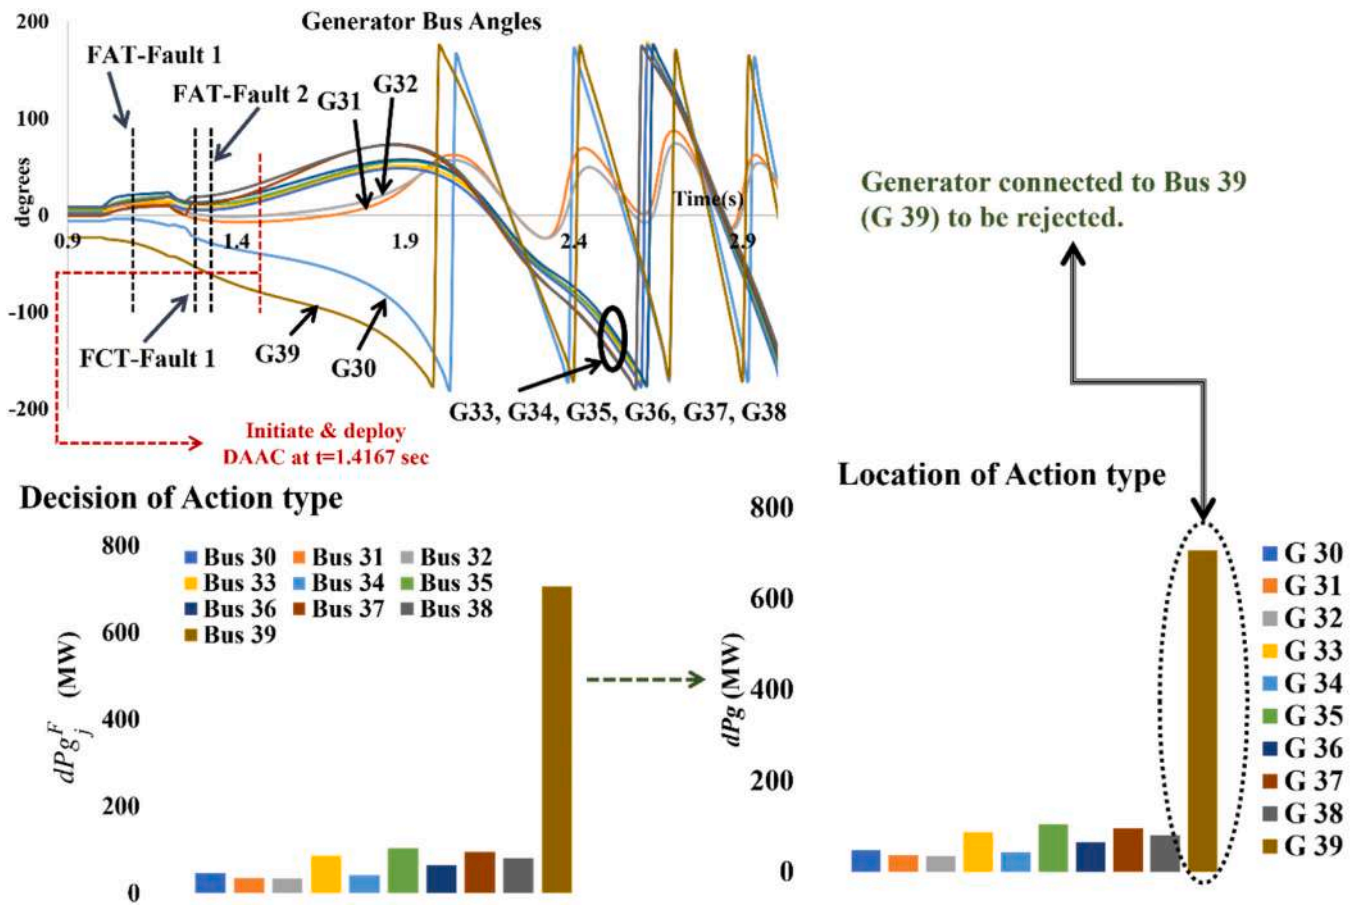 Generator Bus Angles
200
100
0
-100
-200
degrees
FAT-Fault 1
FAT-Fault 2
G31
G32
Time(s)
0.9
1.4
1.9
2.4
2.9
FCT-Fault 1
G39
G30
G33, G34, G35, G36, G37, G38
Initiate & deploy
DAAC at t=1.4167 sec
Generator connected to Bus 39
(G 39) to be rejected.
Decision of Action type
800
600
400
200
0
dPg_j^F (MW)
Bus 30 Bus 31 Bus 32
Bus 33 Bus 34 Bus 35
Bus 36 Bus 37 Bus 38
Bus 39
Location of Action type
800
600
400
200
0
dPg (MW)
G 30
G 31
G 32
G 33
G 34
G 35
G 36
G 37
G 38
G 39